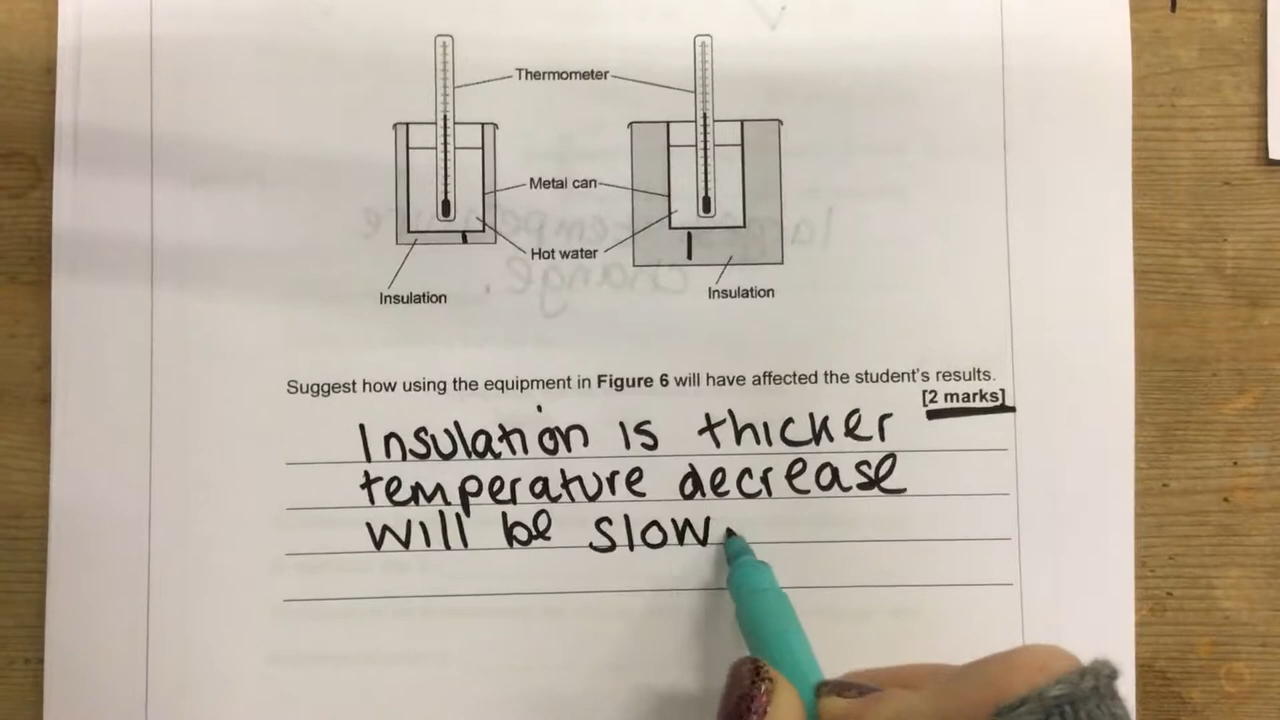 Thermometer
Metal can
Hot water
Insulation
Insulation
Suggest how using the equipment in Figure 6 will have affected the student's results.
[2 marks]
Insulation is thicker
temperature decrease
will be slow